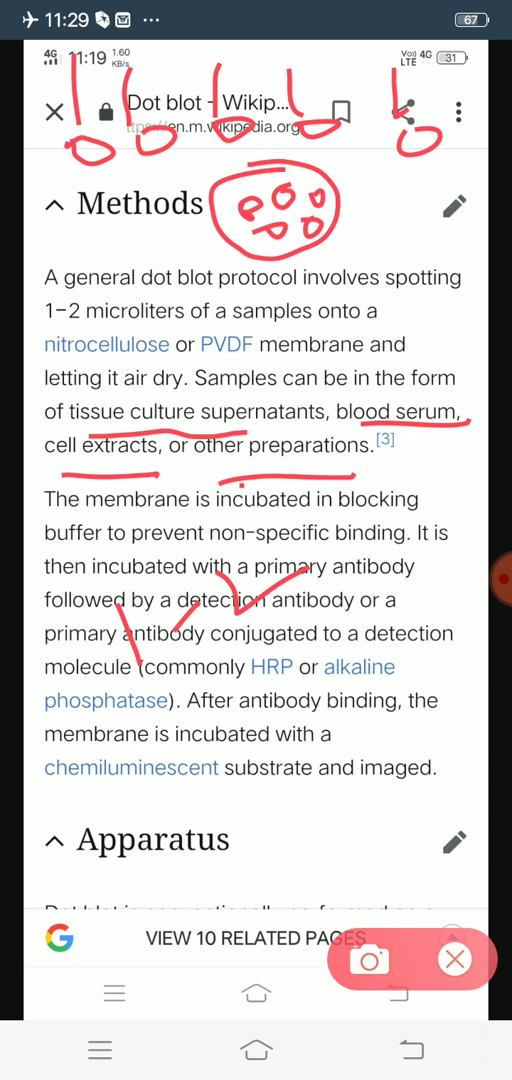 11:29
67
4G 11:19 1.60 KB/s
Vo) 4G LTE 31
Dot blot - Wikip...
en.m.wikipedia.org
Methods
A general dot blot protocol involves spotting
1–2 microliters of a samples onto a
nitrocellulose or PVDF membrane and
letting it air dry. Samples can be in the form
of tissue culture supernatants, blood serum,
cell extracts, or other preparations.[3]
The membrane is incubated in blocking
buffer to prevent non-specific binding. It is
then incubated with a primary antibody
followed by a detection antibody or a
primary antibody conjugated to a detection
molecule (commonly HRP or alkaline
phosphatase). After antibody binding, the
membrane is incubated with a
chemiluminescent substrate and imaged.
Apparatus
VIEW 10 RELATED PAGES